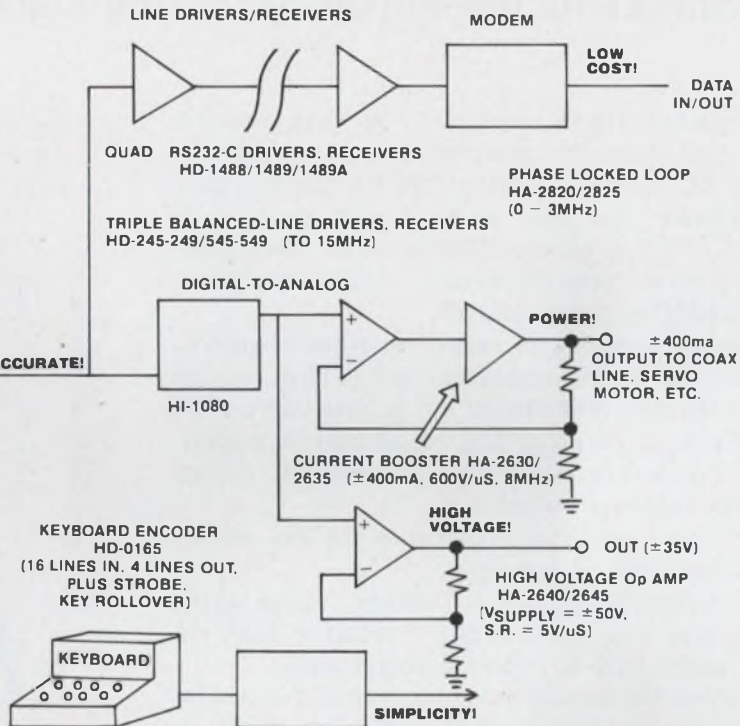 LINE DRIVERS/RECEIVERS
MODEM
LOW
COST!
DATA
IN/OUT
QUAD RS232-C DRIVERS, RECEIVERS
HD-1488/1489/1489A
PHASE LOCKED LOOP
HA-2820/2825
(0 – 3MHz)
TRIPLE BALANCED-LINE DRIVERS, RECEIVERS
HD-245-249/545-549 (TO 15MHz)
DIGITAL-TO-ANALOG
CCURATE!
HI-1080
+
−
POWER!
±400ma
OUTPUT TO COAX
LINE, SERVO
MOTOR, ETC.
CURRENT BOOSTER HA-2630/
2635 (±400mA, 600V/uS, 8MHz)
HIGH
VOLTAGE!
+
−
OUT (±35V)
HIGH VOLTAGE Op AMP
HA-2640/2645
(VSUPPLY = ±50V,
S.R. = 5V/uS)
KEYBOARD ENCODER
HD-0165
(16 LINES IN, 4 LINES OUT,
PLUS STROBE,
KEY ROLLOVER)
KEYBOARD
SIMPLICITY!